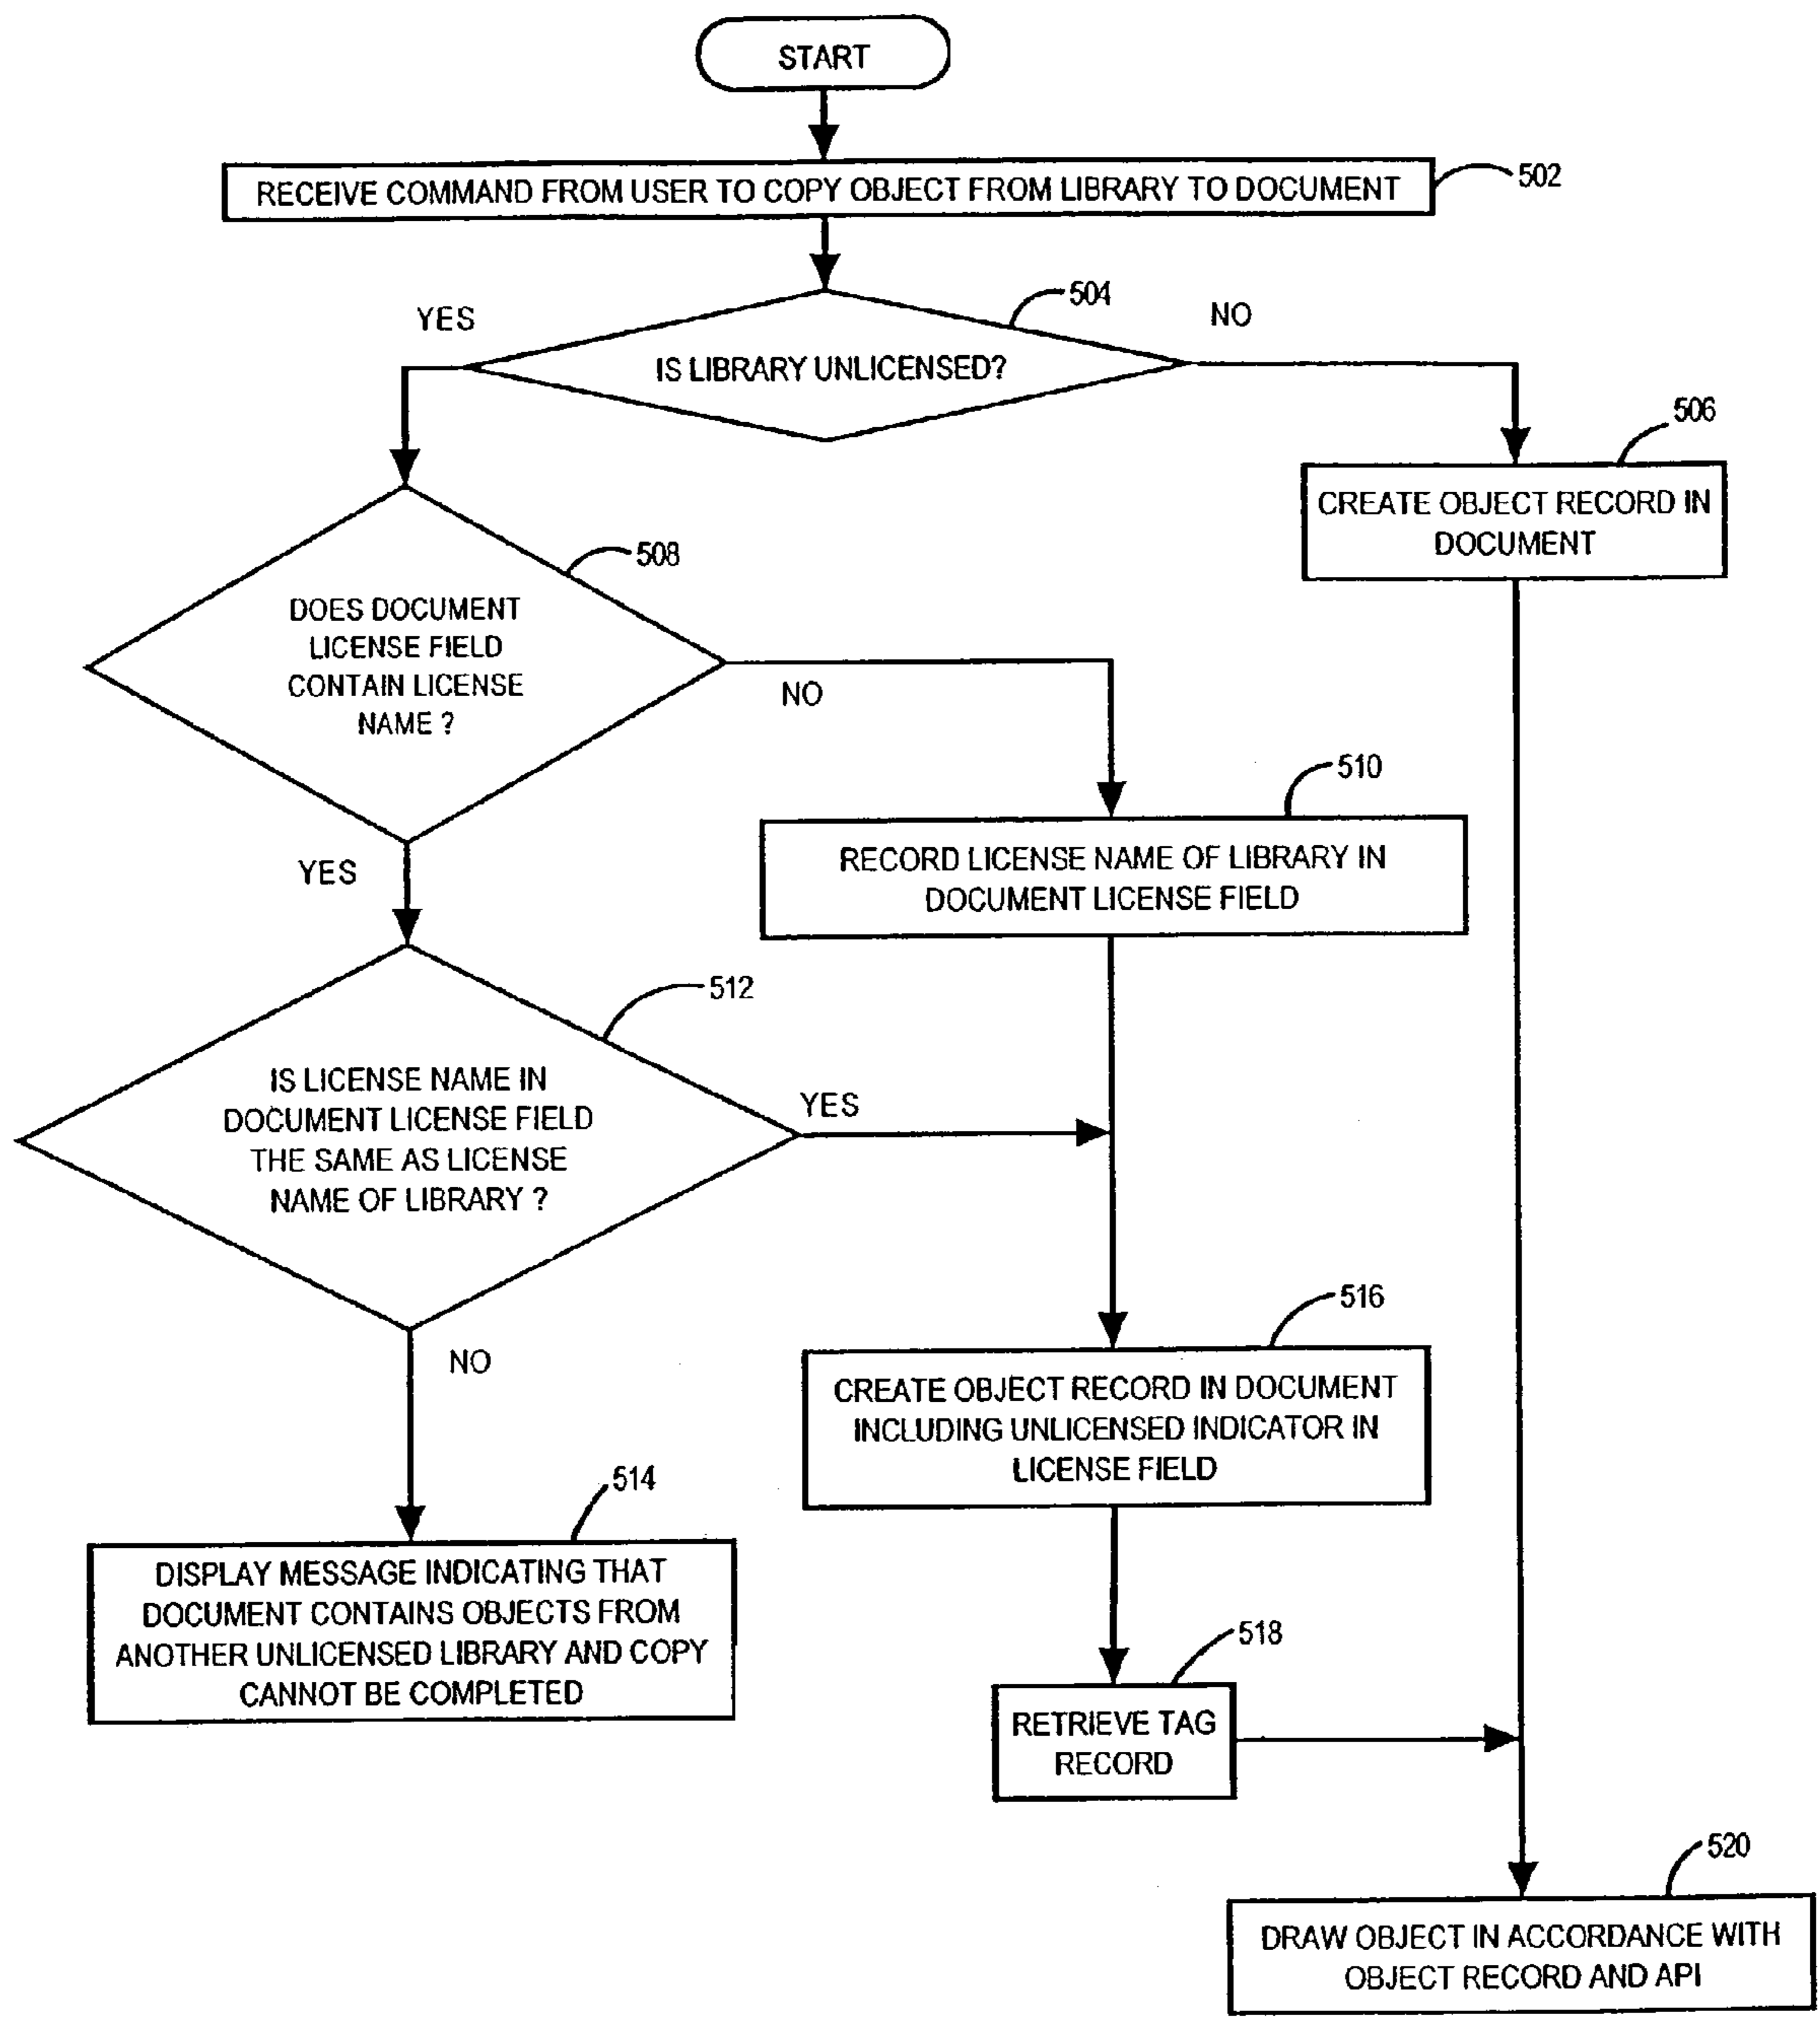 START
RECEIVE COMMAND FROM USER TO COPY OBJECT FROM LIBRARY TO DOCUMENT
502
504
YES
NO
IS LIBRARY UNLICENSED?
506
CREATE OBJECT RECORD IN
DOCUMENT
508
DOES DOCUMENT
LICENSE FIELD
CONTAIN LICENSE
NAME ?
NO
YES
510
RECORD LICENSE NAME OF LIBRARY IN
DOCUMENT LICENSE FIELD
512
IS LICENSE NAME IN
DOCUMENT LICENSE FIELD
THE SAME AS LICENSE
NAME OF LIBRARY ?
YES
NO
516
CREATE OBJECT RECORD IN DOCUMENT
INCLUDING UNLICENSED INDICATOR IN
LICENSE FIELD
514
DISPLAY MESSAGE INDICATING THAT
DOCUMENT CONTAINS OBJECTS FROM
ANOTHER UNLICENSED LIBRARY AND COPY
CANNOT BE COMPLETED
518
RETRIEVE TAG
RECORD
520
DRAW OBJECT IN ACCORDANCE WITH
OBJECT RECORD AND API